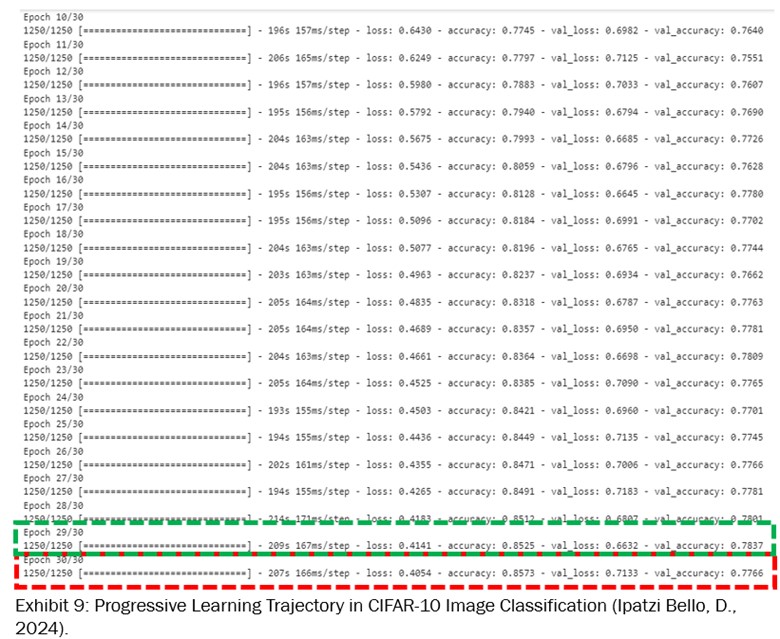 Epoch 10/30
1250/1250 [==============================] - 196s 157ms/step - loss: 0.6430 - accuracy: 0.7745 - val_loss: 0.6982 - val_accuracy: 0.7640
Epoch 11/30
1250/1250 [==============================] - 206s 165ms/step - loss: 0.6249 - accuracy: 0.7797 - val_loss: 0.7125 - val_accuracy: 0.7551
Epoch 12/30
1250/1250 [==============================] - 196s 157ms/step - loss: 0.5980 - accuracy: 0.7883 - val_loss: 0.7033 - val_accuracy: 0.7607
Epoch 13/30
1250/1250 [==============================] - 195s 156ms/step - loss: 0.5792 - accuracy: 0.7940 - val_loss: 0.6794 - val_accuracy: 0.7690
Epoch 14/30
1250/1250 [==============================] - 204s 163ms/step - loss: 0.5675 - accuracy: 0.7993 - val_loss: 0.6685 - val_accuracy: 0.7726
Epoch 15/30
1250/1250 [==============================] - 204s 163ms/step - loss: 0.5436 - accuracy: 0.8059 - val_loss: 0.6796 - val_accuracy: 0.7628
Epoch 16/30
1250/1250 [==============================] - 195s 156ms/step - loss: 0.5307 - accuracy: 0.8128 - val_loss: 0.6645 - val_accuracy: 0.7780
Epoch 17/30
1250/1250 [==============================] - 195s 156ms/step - loss: 0.5096 - accuracy: 0.8184 - val_loss: 0.6991 - val_accuracy: 0.7702
Epoch 18/30
1250/1250 [==============================] - 204s 163ms/step - loss: 0.5077 - accuracy: 0.8196 - val_loss: 0.6765 - val_accuracy: 0.7744
Epoch 19/30
1250/1250 [==============================] - 203s 163ms/step - loss: 0.4963 - accuracy: 0.8237 - val_loss: 0.6934 - val_accuracy: 0.7662
Epoch 20/30
1250/1250 [==============================] - 205s 164ms/step - loss: 0.4835 - accuracy: 0.8318 - val_loss: 0.6787 - val_accuracy: 0.7763
Epoch 21/30
1250/1250 [==============================] - 205s 164ms/step - loss: 0.4689 - accuracy: 0.8357 - val_loss: 0.6950 - val_accuracy: 0.7781
Epoch 22/30
1250/1250 [==============================] - 204s 163ms/step - loss: 0.4661 - accuracy: 0.8364 - val_loss: 0.6698 - val_accuracy: 0.7809
Epoch 23/30
1250/1250 [==============================] - 205s 164ms/step - loss: 0.4525 - accuracy: 0.8385 - val_loss: 0.7090 - val_accuracy: 0.7765
Epoch 24/30
1250/1250 [==============================] - 193s 155ms/step - loss: 0.4503 - accuracy: 0.8421 - val_loss: 0.6960 - val_accuracy: 0.7701
Epoch 25/30
1250/1250 [==============================] - 194s 155ms/step - loss: 0.4436 - accuracy: 0.8449 - val_loss: 0.7135 - val_accuracy: 0.7745
Epoch 26/30
1250/1250 [==============================] - 202s 161ms/step - loss: 0.4355 - accuracy: 0.8471 - val_loss: 0.7006 - val_accuracy: 0.7766
Epoch 27/30
1250/1250 [==============================] - 194s 155ms/step - loss: 0.4265 - accuracy: 0.8491 - val_loss: 0.7183 - val_accuracy: 0.7781
Epoch 28/30
1250/1250 [==============================] - 214s 171ms/step - loss: 0.4183 - accuracy: 0.8512 - val_loss: - val_accuracy:
Epoch 29/30
1250/1250 [==============================] - 209s 167ms/step - loss: 0.4141 - accuracy: 0.8525 - val_loss: 0.6632 - val_accuracy: 0.7837
Epoch 30/30
1250/1250 [==============================] - 207s 166ms/step - loss: 0.4054 - accuracy: 0.8573 - val_loss: 0.7133 - val_accuracy: 0.7766
Exhibit 9: Progressive Learning Trajectory in CIFAR-10 Image Classification (Ipatzi Bello, D.,
2024).